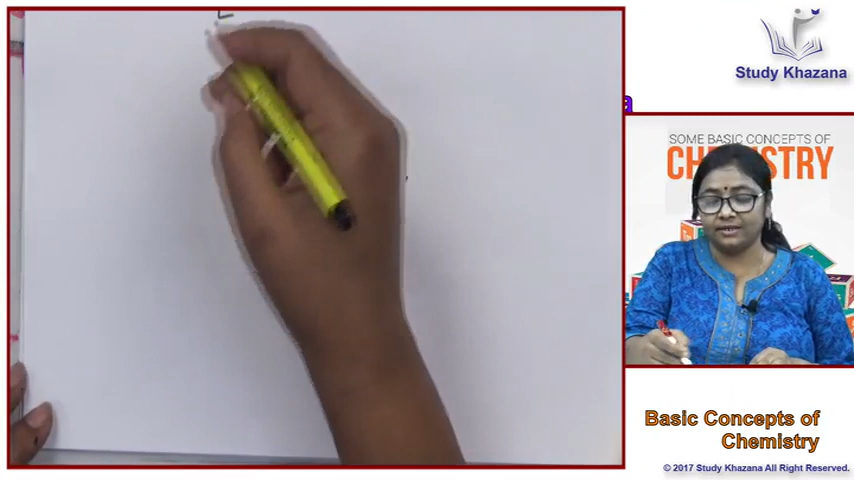 Study Khazana
a
SOME BASIC CONCEPTS OF
CHEMISTRY
Basic Concepts of
Chemistry
© 2017 Study Khazana All Right Reserved.